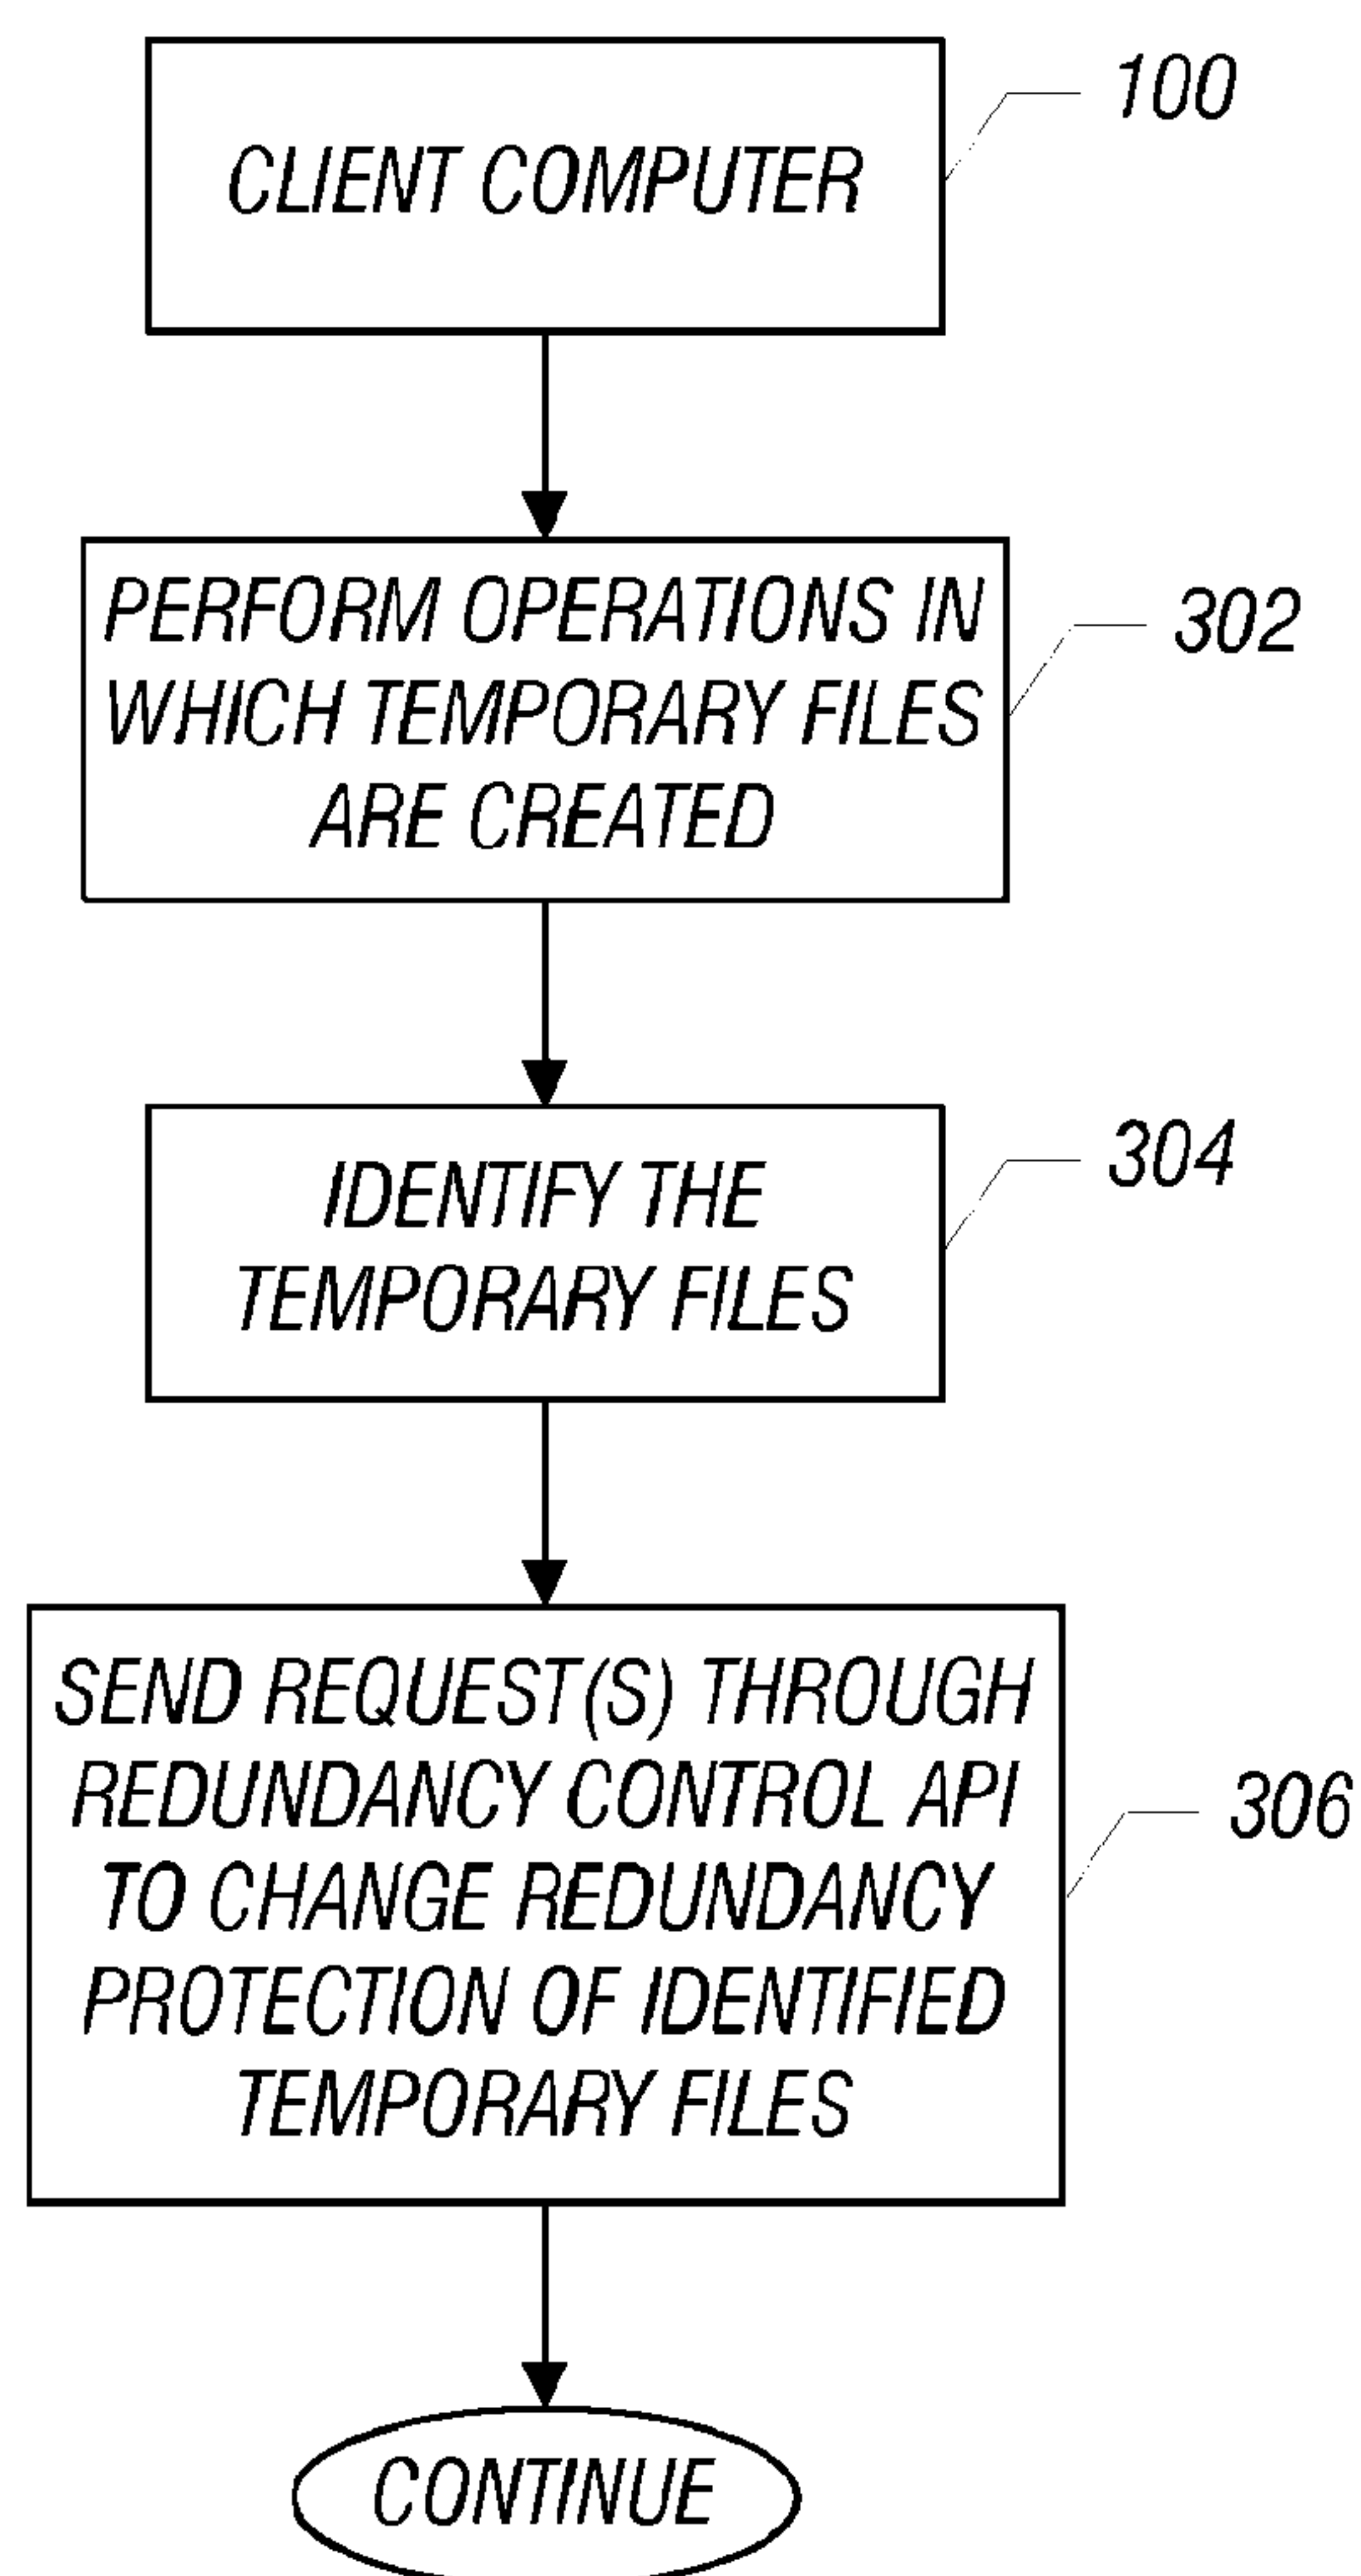 CLIENT COMPUTER
100
PERFORM OPERATIONS IN
WHICH TEMPORARY FILES
ARE CREATED
302
IDENTIFY THE
TEMPORARY FILES
304
SEND REQUEST(S) THROUGH
REDUNDANCY CONTROL API
TO CHANGE REDUNDANCY
PROTECTION OF IDENTIFIED
TEMPORARY FILES
306
CONTINUE